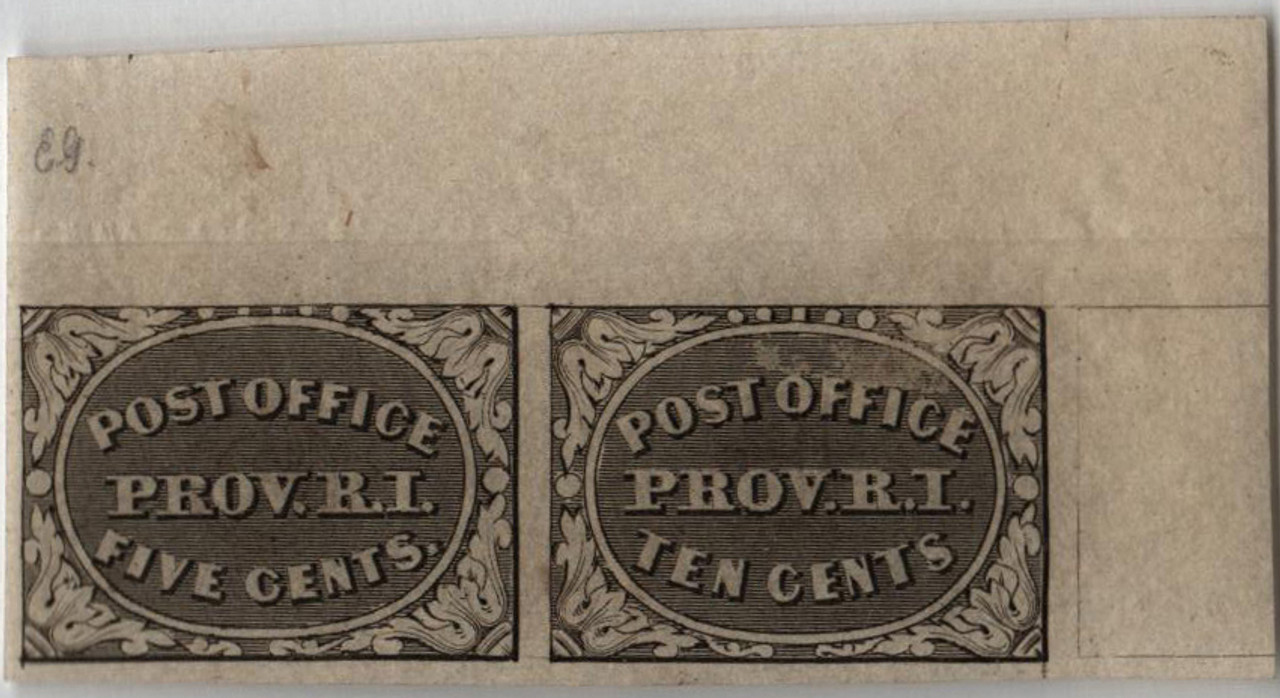 E.G.
POST OFFICE
PROV. R.I.
FIVE CENTS.
POST OFFICE
PROV. R.I.
TEN CENTS